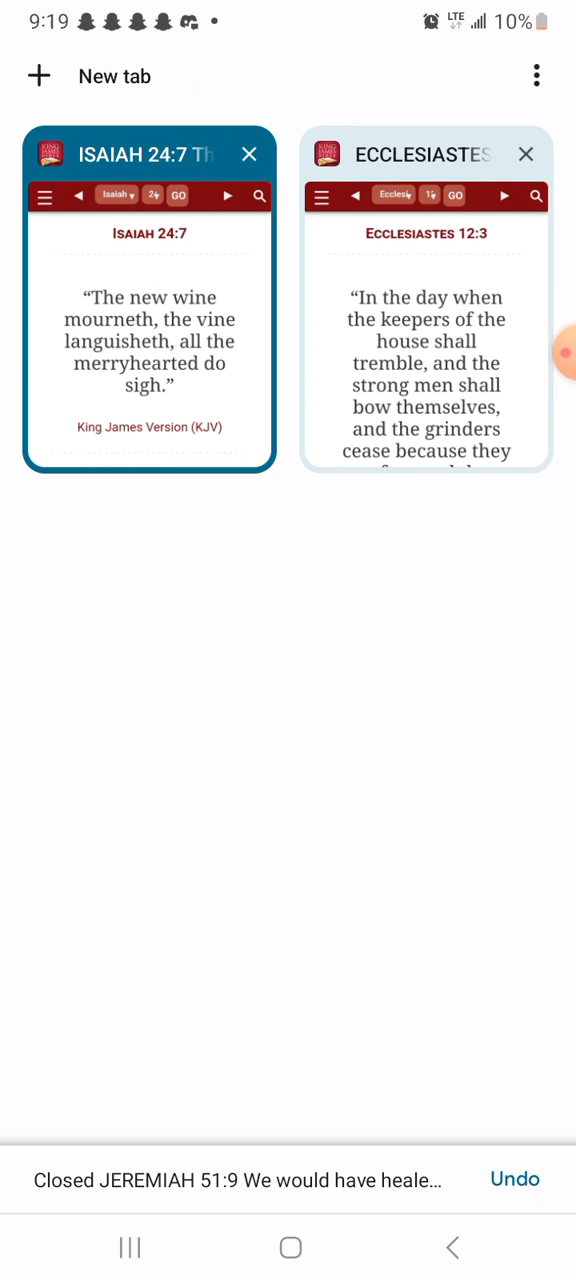 9:19 LTE 10%
New tab
ISAIAH 24:7 Th
ECCLESIASTES
Isaiah 24 GO
Ecclesi GO
ISAIAH 24:7
“The new wine
mourneth, the vine
languisheth, all the
merryhearted do
sigh.”
King James Version (KJV)
ECCLESIASTES 12:3
“In the day when
the keepers of the
house shall
tremble, and the
strong men shall
bow themselves,
and the grinders
cease because they
Closed JEREMIAH 51:9 We would have heale...
Undo